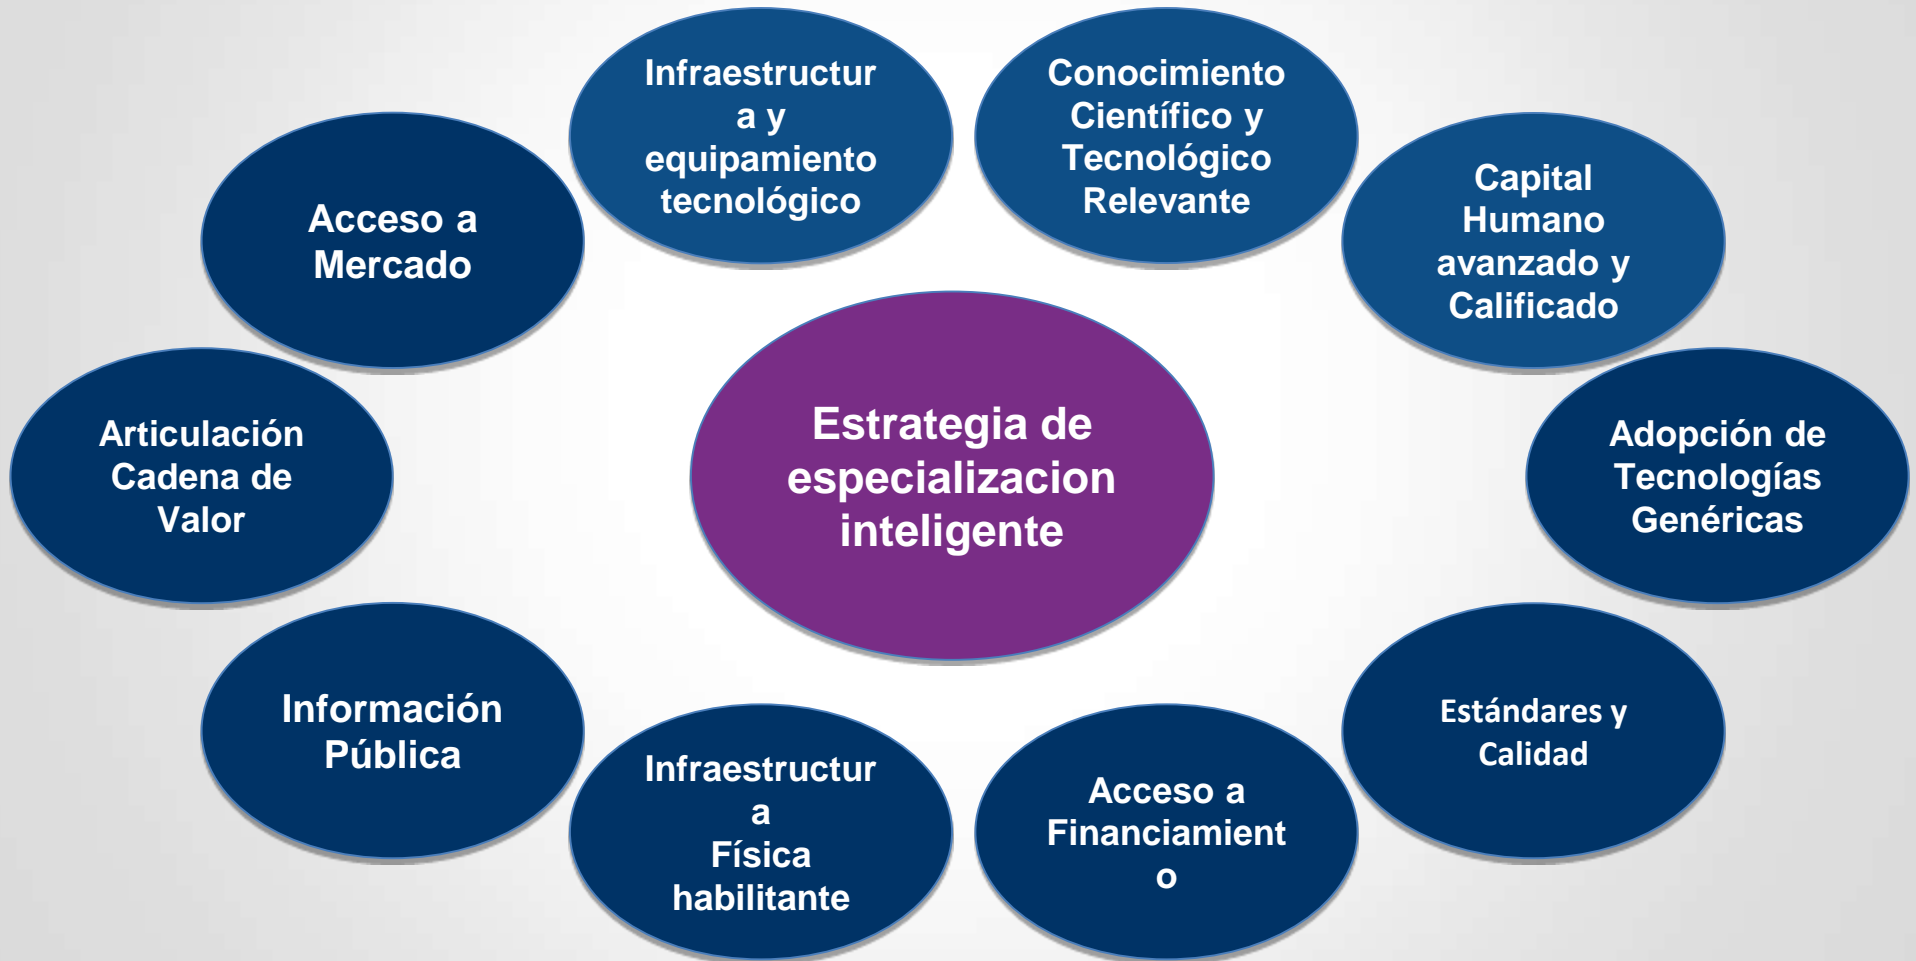 Infraestructur
a y
equipamiento
tecnológico
Conocimiento
Científico y
Tecnológico
Relevante
Capital
Humano
avanzado y
Calificado
Acceso a
Mercado
Articulación
Cadena de
Valor
Estrategia de
especializacion
inteligente
Adopción de
Tecnologías
Genéricas
Información
Pública
Infraestructur
a
Física
habilitante
Acceso a
Financiamient
o
Estándares y
Calidad